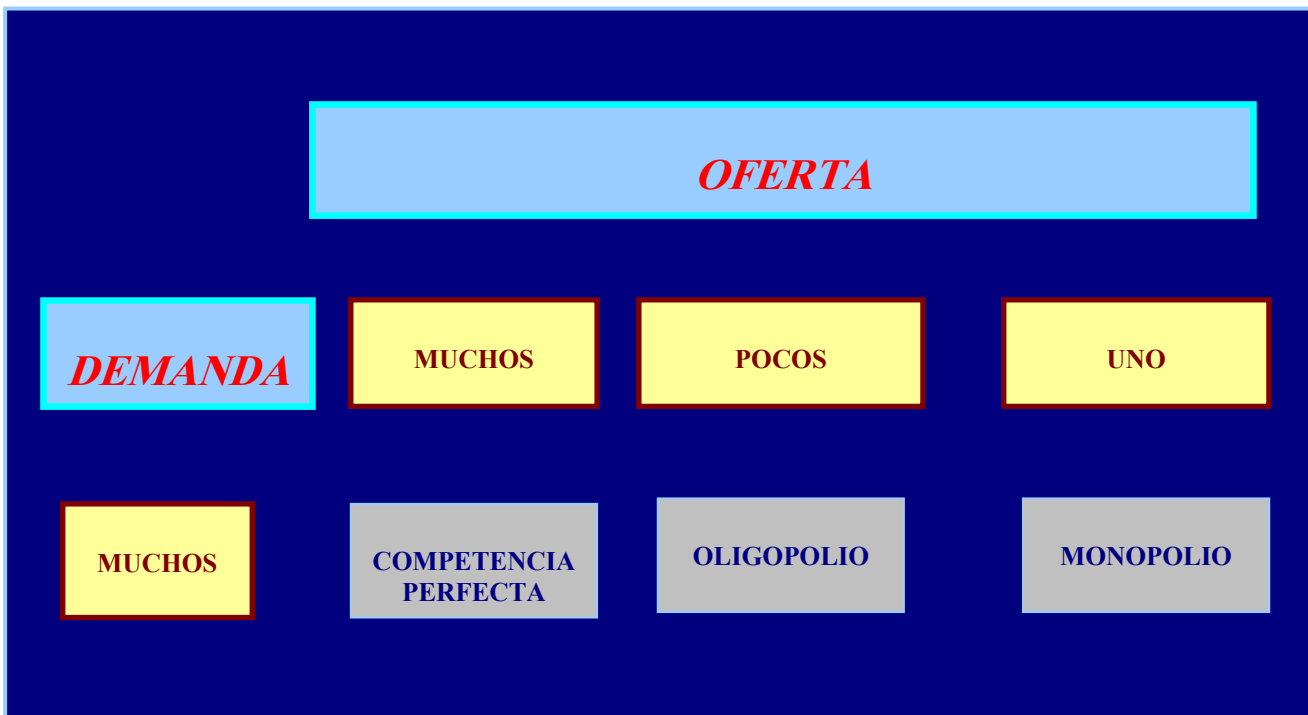 OFERTA
DEMANDA
MUCHOS
POCOS
UNO
MUCHOS
COMPETENCIA
PERFECTA
OLIGOPOLIO
MONOPOLIO